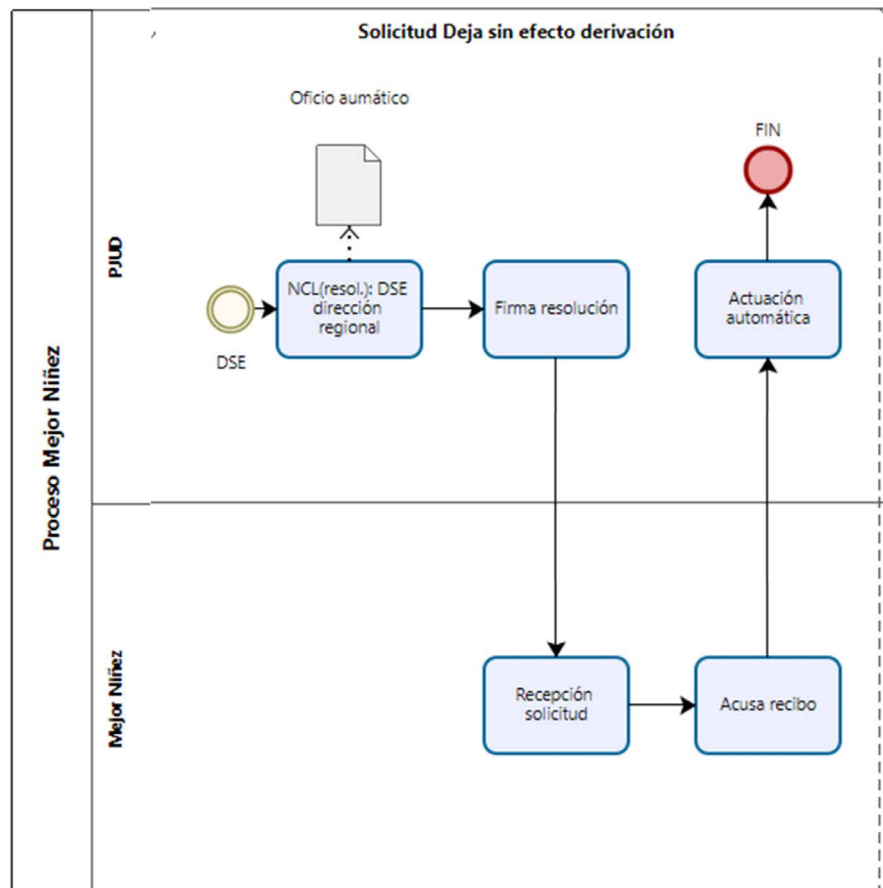 Solicitud Deja sin efecto derivación
Proceso Mejor Niñez
PJUD
Oficio aumático
FIN
NCL(resol.): DSE
dirección
regional
Firma resolución
Actuación
automática
DSE
Mejor Niñez
Recepción
solicitud
Acusa recibo